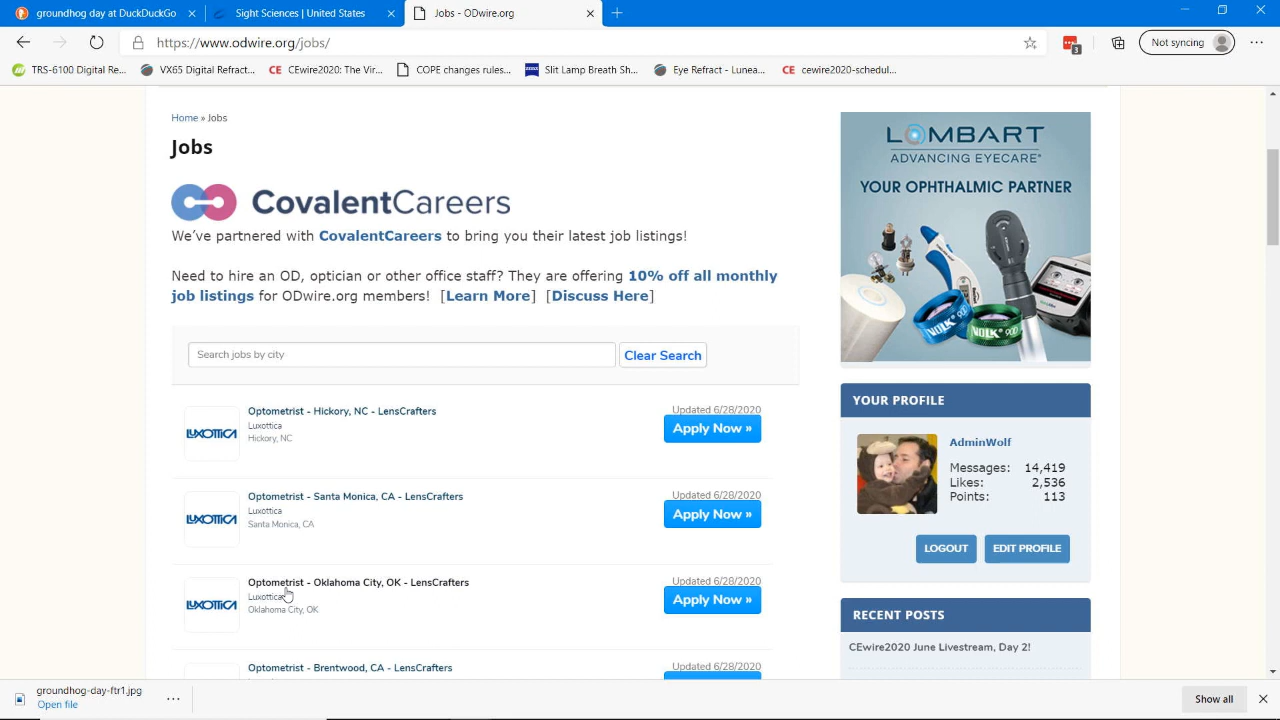 groundhog day at DuckDuckGo
Sight Sciences | United States
Jobs - ODwire.org
https://www.odwire.org/jobs/
3
Not syncing
TRS-6100 Digital Re...
VX65 Digital Refract...
CE CEwire2020: The Vir...
COPE changes rules...
ZEISS Slit Lamp Breath Sh...
Eye Refract - Lunea...
CE cewire2020-schedul...
Home » Jobs
Jobs
CovalentCareers
We've partnered with CovalentCareers to bring you their latest job listings!
Need to hire an OD, optician or other office staff? They are offering 10% off all monthly
job listings for ODwire.org members! [Learn More] [Discuss Here]
Search jobs by city
Clear Search
Optometrist - Hickory, NC - LensCrafters
Luxottica
Hickory, NC
LUXOTTICA
Updated 6/28/2020
Apply Now »
Optometrist - Santa Monica, CA - LensCrafters
Luxottica
Santa Monica, CA
LUXOTTICA
Updated 6/28/2020
Apply Now »
Optometrist - Oklahoma City, OK - LensCrafters
Luxottica
Oklahoma City, OK
LUXOTTICA
Updated 6/28/2020
Apply Now »
Optometrist - Brentwood, CA - LensCrafters
Updated 6/28/2020
LOMBART
ADVANCING EYECARE®
YOUR OPHTHALMIC PARTNER
VOLK® 90D
VOLK® 90D
YOUR PROFILE
AdminWolf
Messages: 14,419
Likes: 2,536
Points: 113
LOGOUT
EDIT PROFILE
RECENT POSTS
CEwire2020 June Livestream, Day 2!
groundhog-day-ftr1.jpg
Open file
Show all